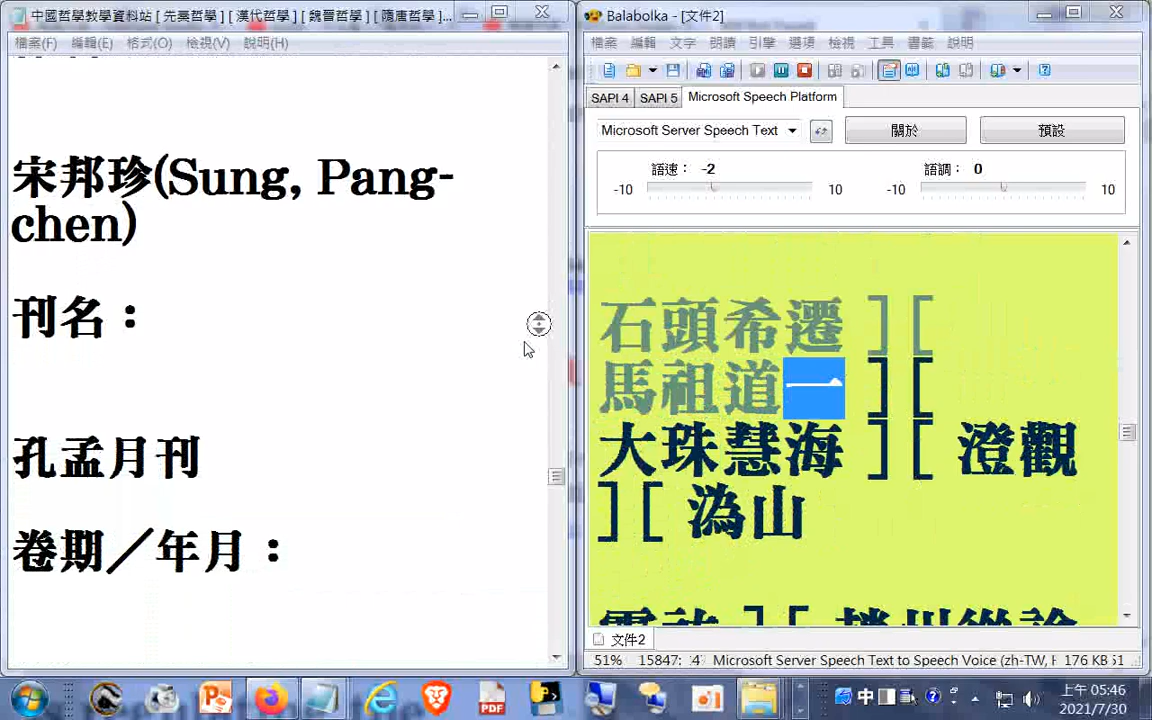 中國哲學教學資料站 [ 先秦哲學 ] [ 漢代哲學 ] [ 魏晉哲學 ] [ 隋唐哲學 ]...
檔案(F) 編輯(E) 格式(O) 檢視(V) 說明(H)
宋邦珍(Sung, Pang-
chen)
刊名：
孔孟月刊
卷期／年月：
Balabolka - [文件2]
檔案 編輯 文字 朗讀 引擎 選項 檢視 工具 書籤 說明
SAPI 4 SAPI 5 Microsoft Speech Platform
Microsoft Server Speech Text 關於 預設
語速： -2 語調： 0
-10 10 -10 10
石頭希遷 ] [
馬祖道一 ] [
大珠慧海 ] [ 澄觀
] [ 溈山
文件2
51% 15847: Microsoft Server Speech Text to Speech Voice (zh-TW, 176 KB
中
上午 05:46
2021/7/30
PDF